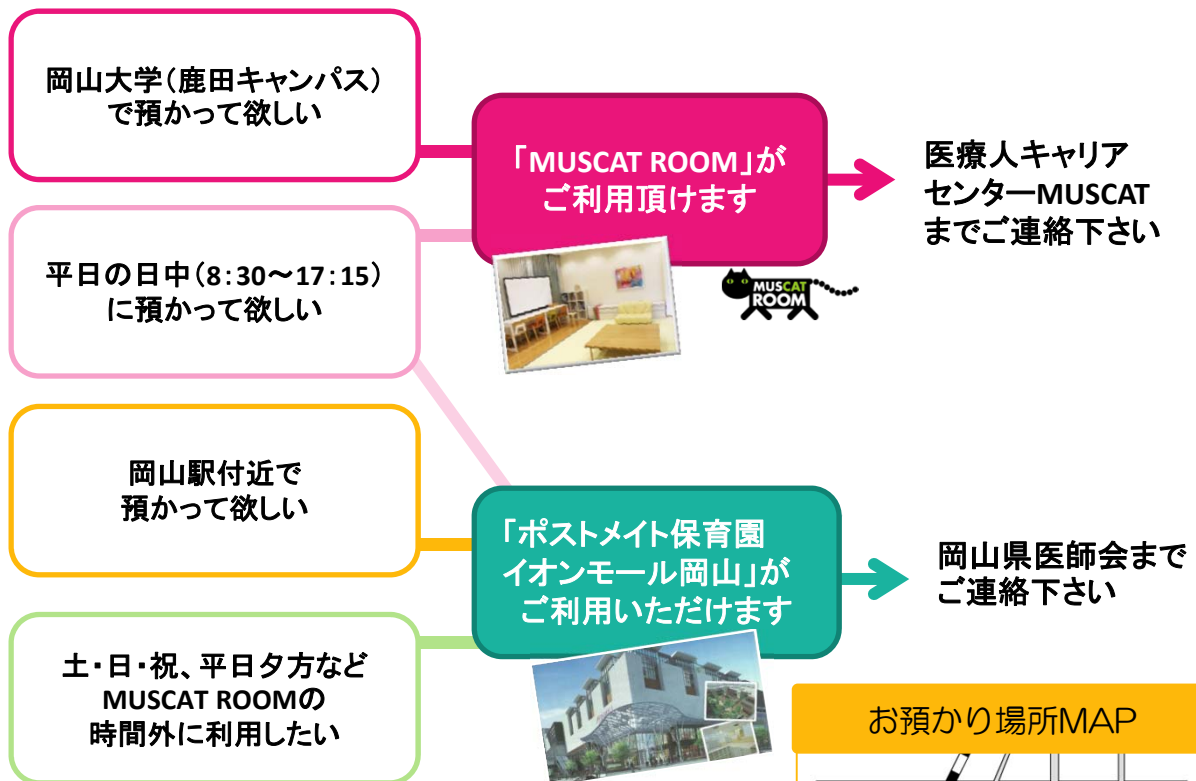 岡山大学(鹿田キャンパス)
で預かって欲しい
「MUSCAT ROOM」が
ご利用頂けます
医療人キャリア
センターMUSCAT
までご連絡下さい
平日の日中(8:30～17:15)
に預かって欲しい
MUSCAT
ROOM
岡山駅付近で
預かって欲しい
「ポストメイト保育園
イオンモール岡山」が
ご利用いただけます
岡山県医師会まで
ご連絡下さい
土・日・祝、平日夕方など
MUSCAT ROOMの
時間外に利用したい
お預かり場所MAP